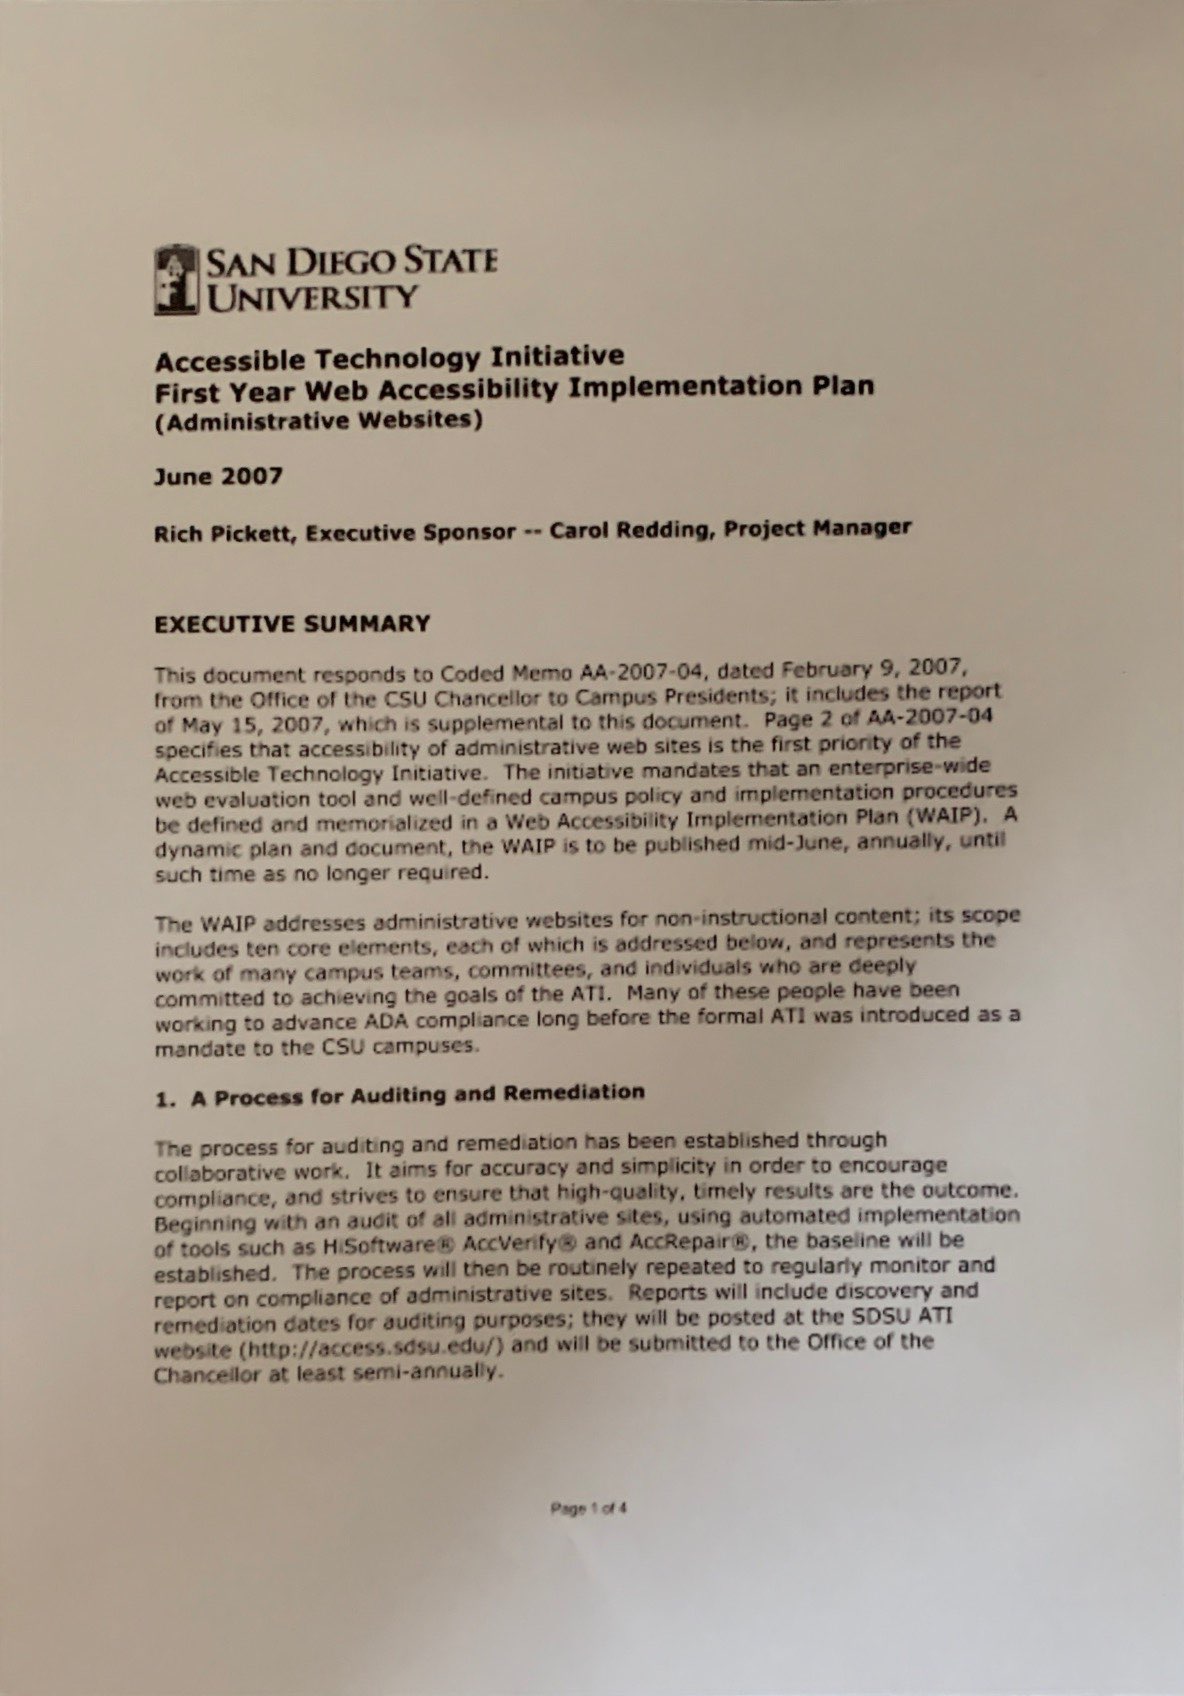 SAN DIEGO STATE
UNIVERSITY
Accessible Technology Initiative
First Year Web Accessibility Implementation Plan
(Administrative Websites)
June 2007
Rich Pickett, Executive Sponsor -- Carol Redding, Project Manager
EXECUTIVE SUMMARY
This document responds to Coded Memo AA-2007-04, dated February 9, 2007,
from the Office of the CSU Chancellor to Campus Presidents; it includes the report
of May 15, 2007, which is supplemental to this document. Page 2 of AA-2007-04
specifies that accessibility of administrative web sites is the first priority of the
Accessible Technology Initiative. The initiative mandates that an enterprise-wide
web evaluation tool and well-defined campus policy and implementation procedures
be defined and memorialized in a Web Accessibility Implementation Plan (WAIP). A
dynamic plan and document, the WAIP is to be published mid-June, annually, until
such time as no longer required.
The WAIP addresses administrative websites for non-instructional content; its scope
includes ten core elements, each of which is addressed below, and represents the
work of many campus teams, committees, and individuals who are deeply
committed to achieving the goals of the ATI. Many of these people have been
working to advance ADA compliance long before the formal ATI was introduced as a
mandate to the CSU campuses.
1. A Process for Auditing and Remediation
The process for auditing and remediation has been established through
collaborative work. It aims for accuracy and simplicity in order to encourage
compliance, and strives to ensure that high-quality, timely results are the outcome.
Beginning with an audit of all administrative sites, using automated implementation
of tools such as HiSoftware® AccVerify® and AccRepair®, the baseline will be
established. The process will then be routinely repeated to regularly monitor and
report on compliance of administrative sites. Reports will include discovery and
remediation dates for auditing purposes; they will be posted at the SDSU ATI
website (http://access.sdsu.edu/) and will be submitted to the Office of the
Chancellor at least semi-annually.
Page 1 of 4